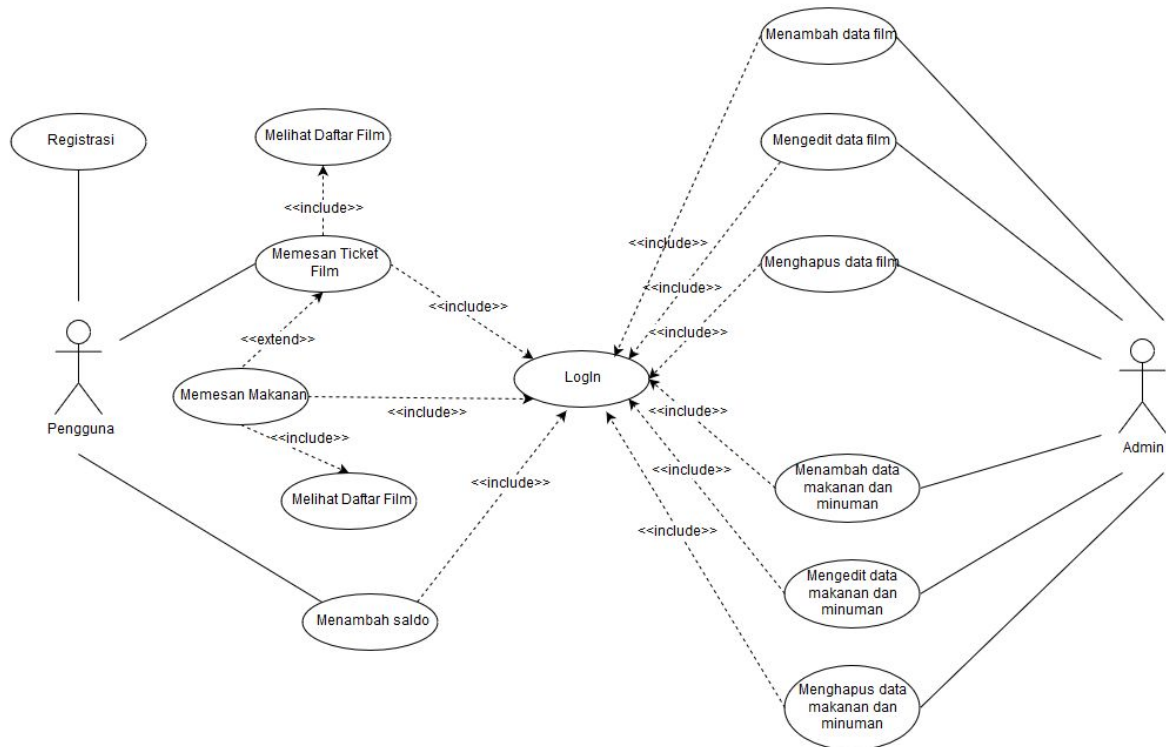 Menambah data film
Registrasi
Melihat Daftar Film
Mengedit data film
<<include>>
<<include>>
Memesan Ticket
Film
Menghapus data film
<<include>>
<<include>>
<<extend>>
<<include>>
LogIn
Memesan Makanan
<<include>>
<<include>>
Pengguna
<<include>>
Admin
<<include>>
Menambah data
makanan dan
minuman
<<include>>
Melihat Daftar Film
<<include>>
<<include>>
Mengedit data
makanan dan
minuman
Menambah saldo
Menghapus data
makanan dan
minuman